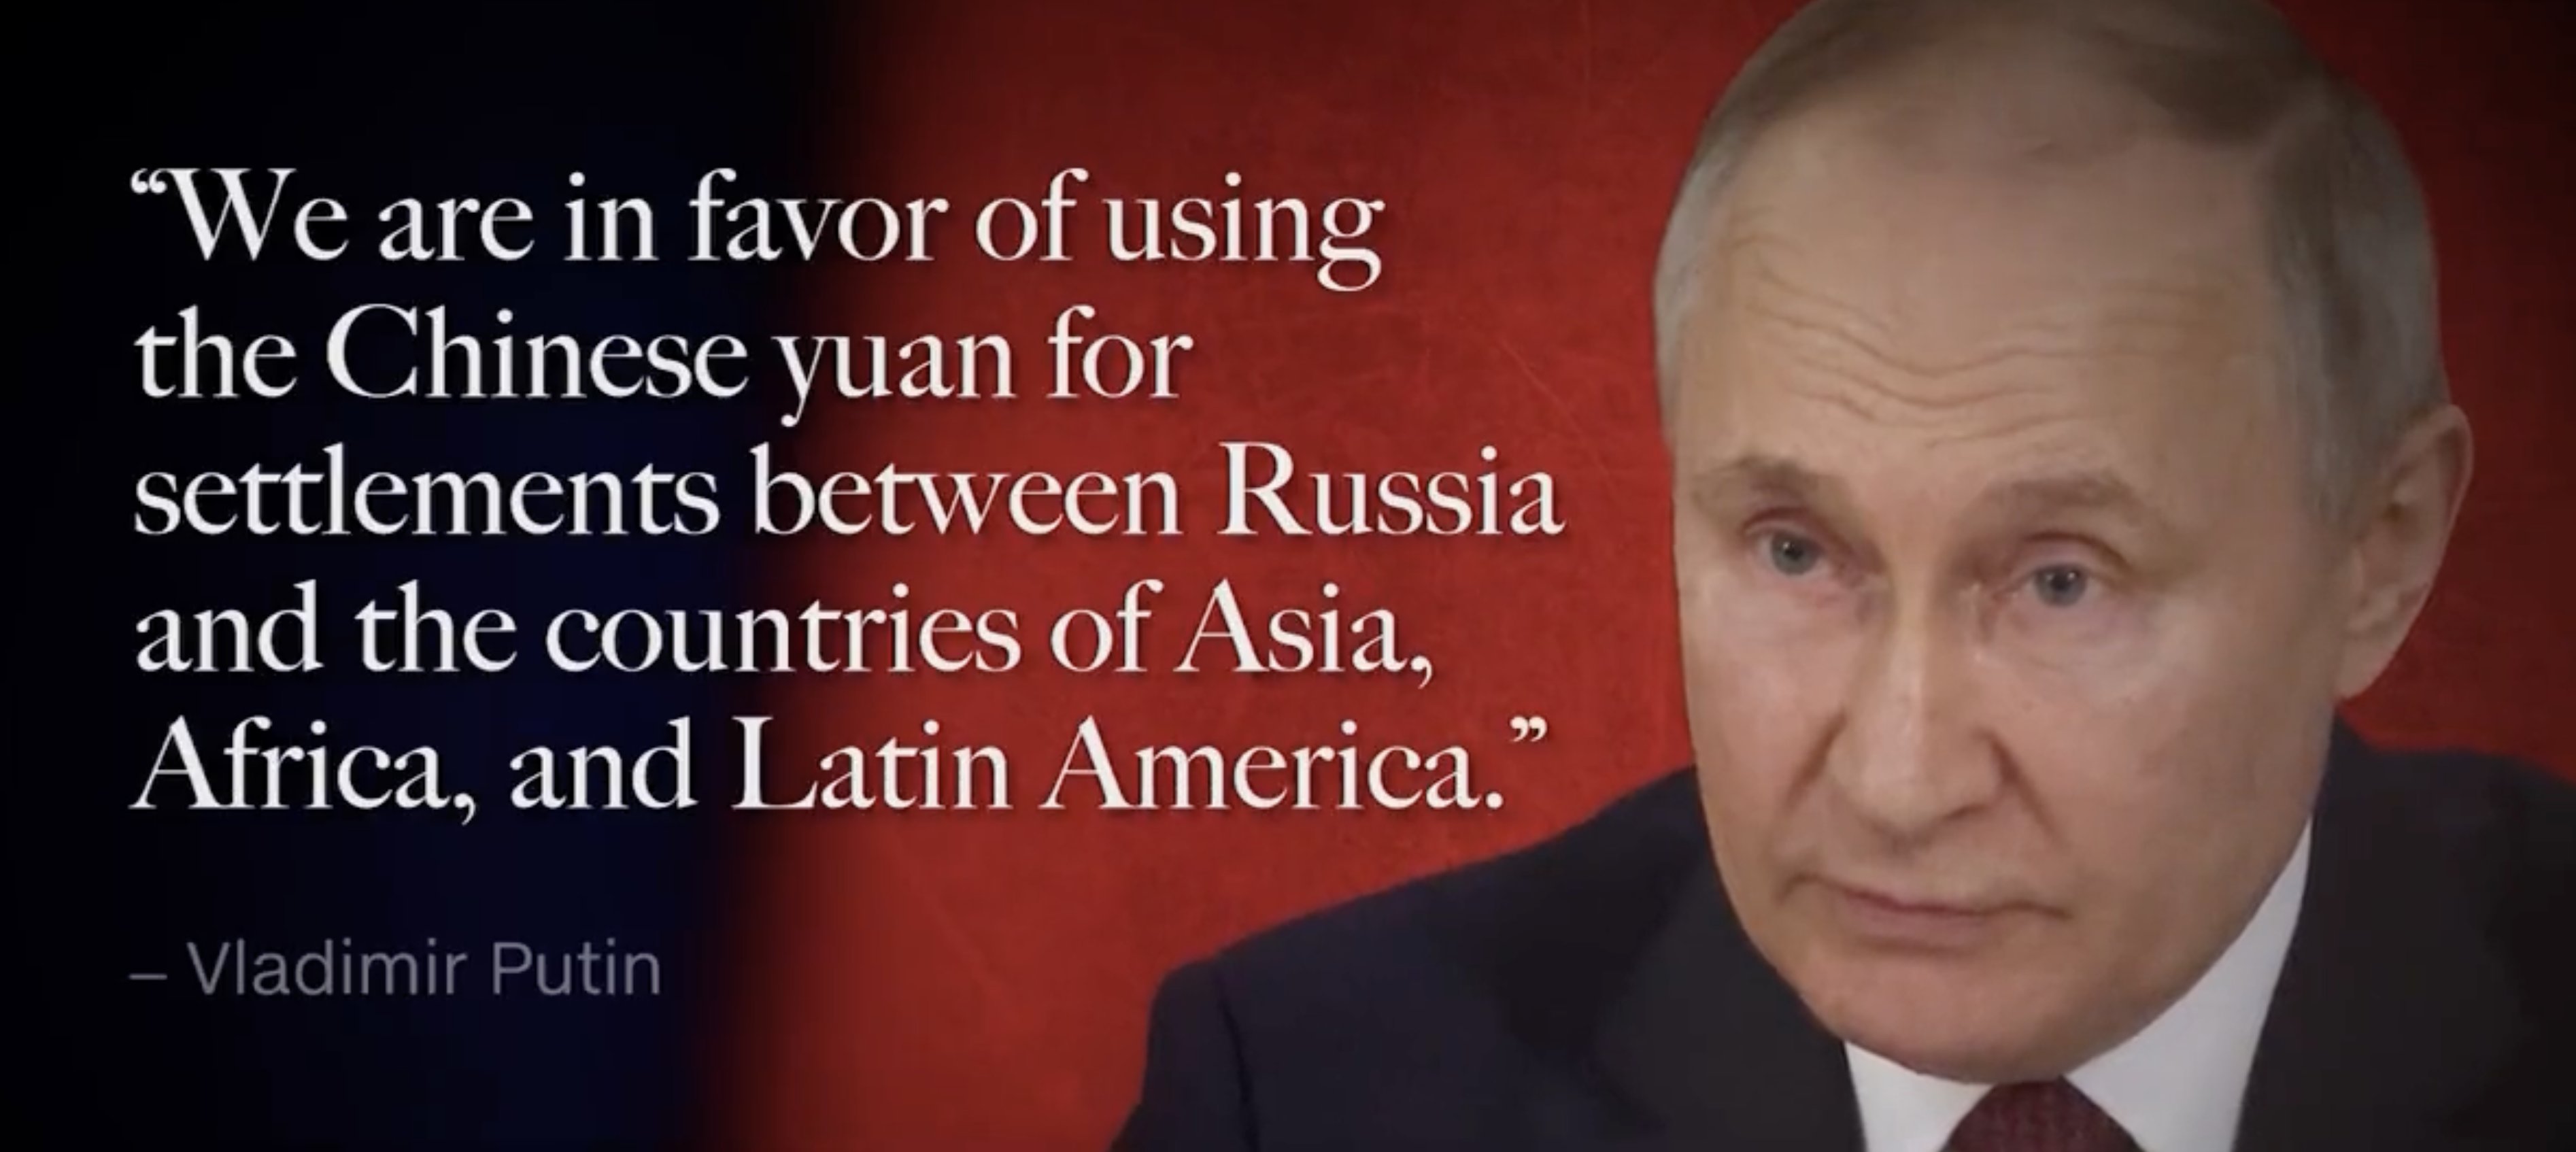 “We are in favor of using
the Chinese yuan for
settlements between Russia
and the countries of Asia,
Africa, and Latin America.”
– Vladimir Putin